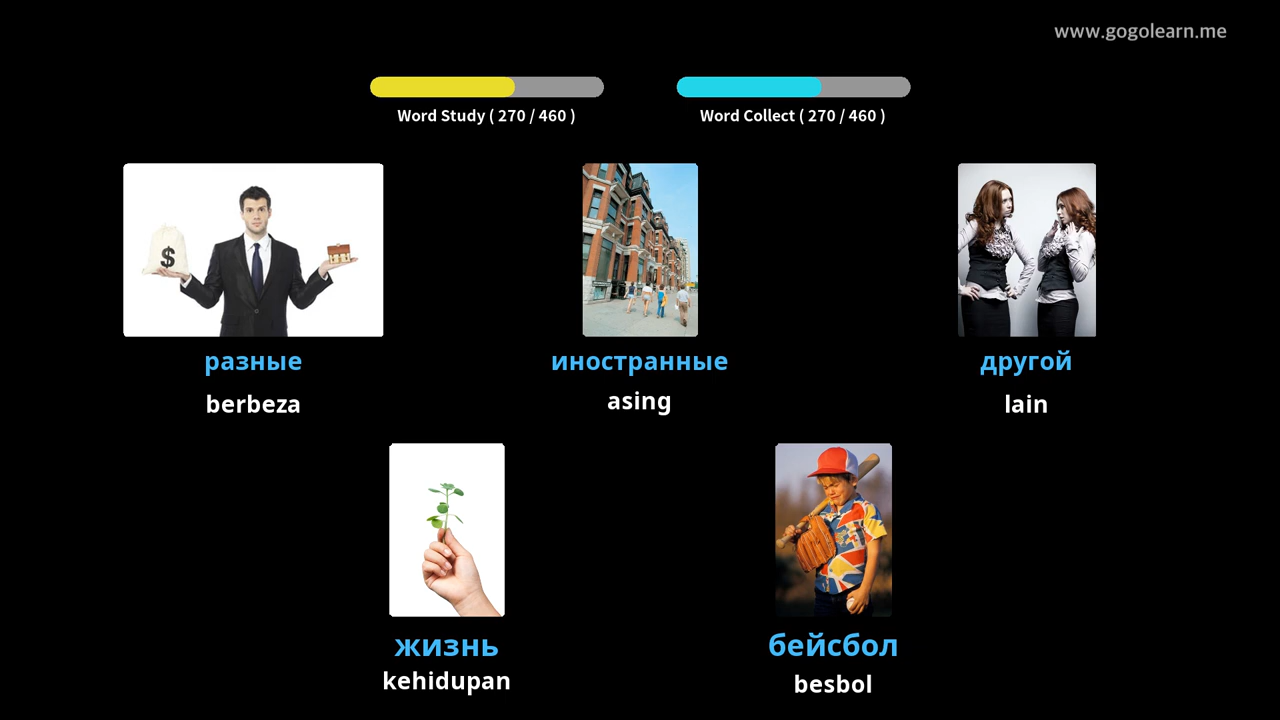 www.gogolearn.me
Word Study ( 270 / 460 )
Word Collect ( 270 / 460 )
$
разные
иностранные
другой
berbeza
asing
lain
жизнь
бейсбол
kehidupan
besbol